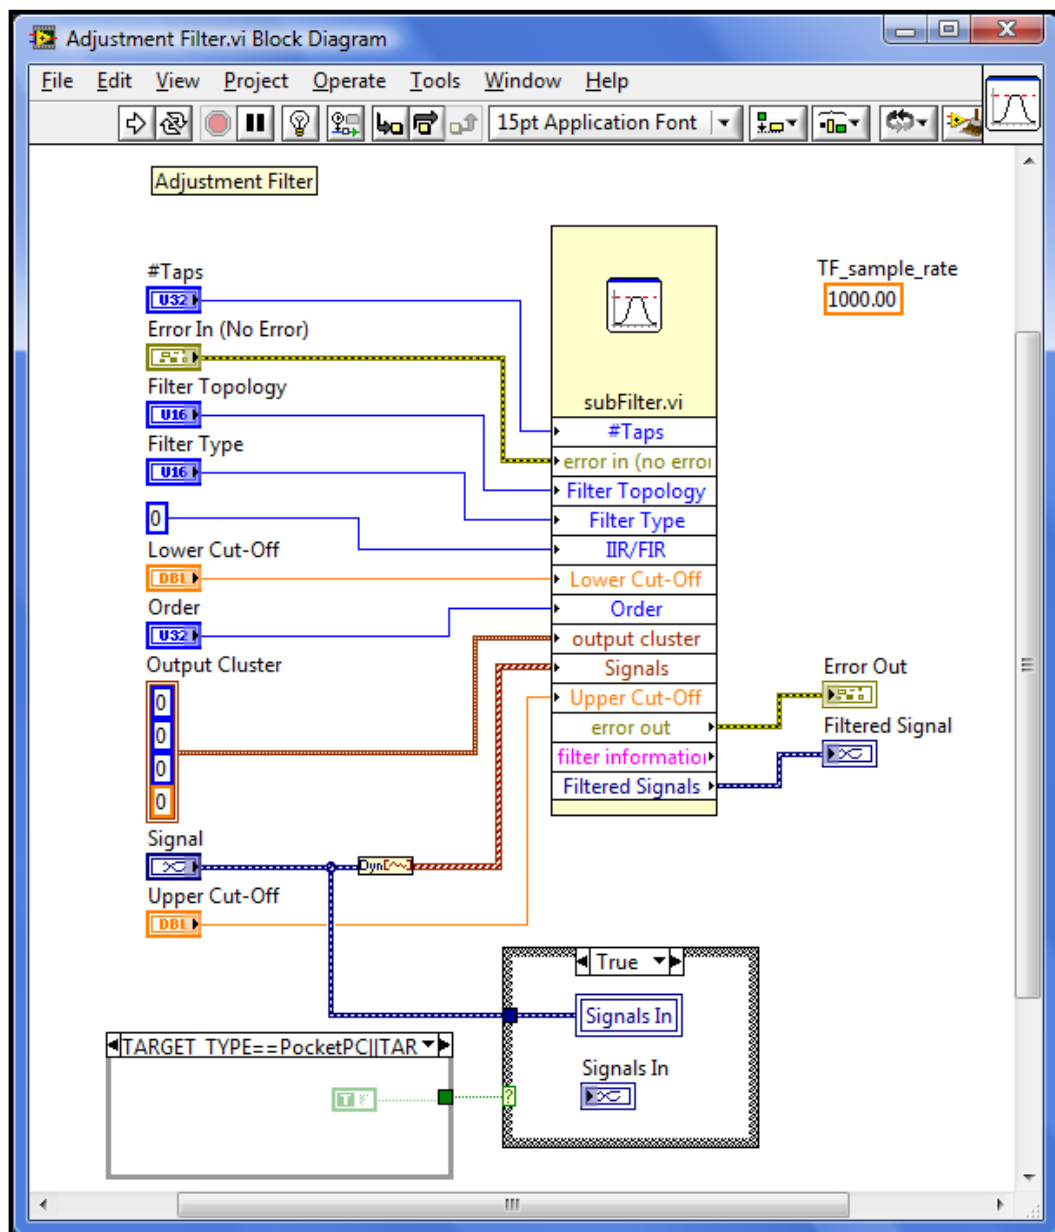 Adjustment Filter.vi Block Diagram
File Edit View Project Operate Tools Window Help
15pt Application Font
Adjustment Filter
#Taps
U32
Error In (No Error)
Filter Topology
U16
Filter Type
U16
0
Lower Cut-Off
DBL
Order
U32
Output Cluster
0
0
0
0
Signal
Dyn
Upper Cut-Off
DBL
subFilter.vi
#Taps
error in (no error
Filter Topology
Filter Type
IIR/FIR
Lower Cut-Off
Order
output cluster
Signals
Upper Cut-Off
error out
filter information
Filtered Signals
TF_sample_rate
1000.00
Error Out
Filtered Signal
True
Signals In
Signals In
?
TARGET_TYPE==PocketPC||TAR
T F